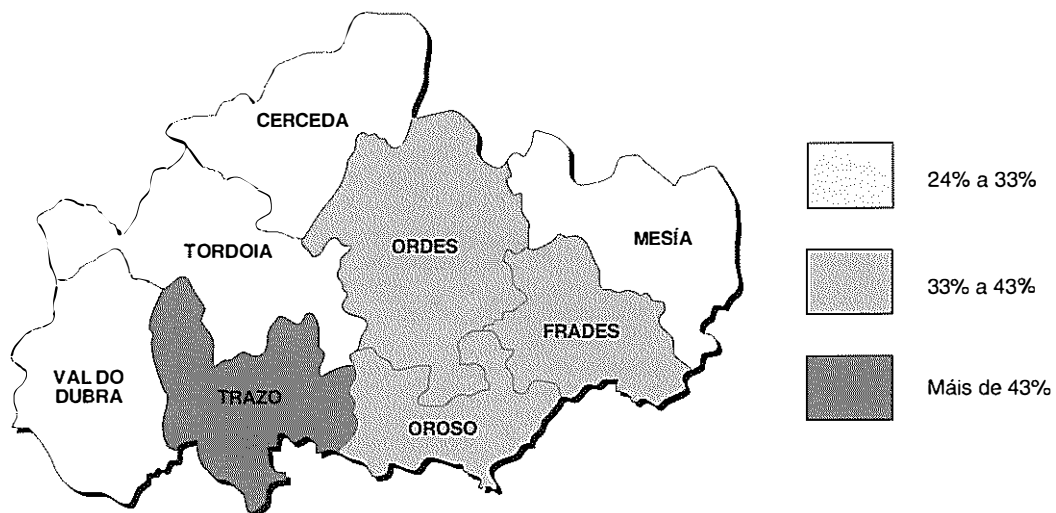 CERCEDA
24% a 33%
TORDOIA
ORDES
MESÍA
33% a 43%
FRADES
VAL DO
DUBRA
TRAZO
Máis de 43%
OROSO